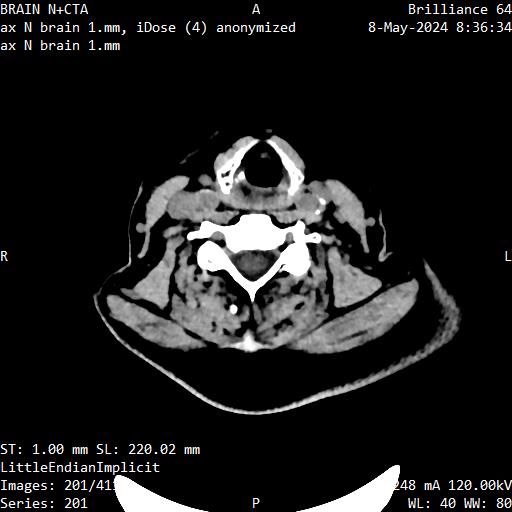 BRAIN N+CTA
A
Brilliance 64
ax N brain 1.mm, iDose (4) anonymized
8-May-2024 8:36:34
ax N brain 1.mm
R
L
ST: 1.00 mm SL: 220.02 mm
LittleEndianImplicit
Images: 201/41
248 mA 120.00kV
Series: 201
P
WL: 40 WW: 80